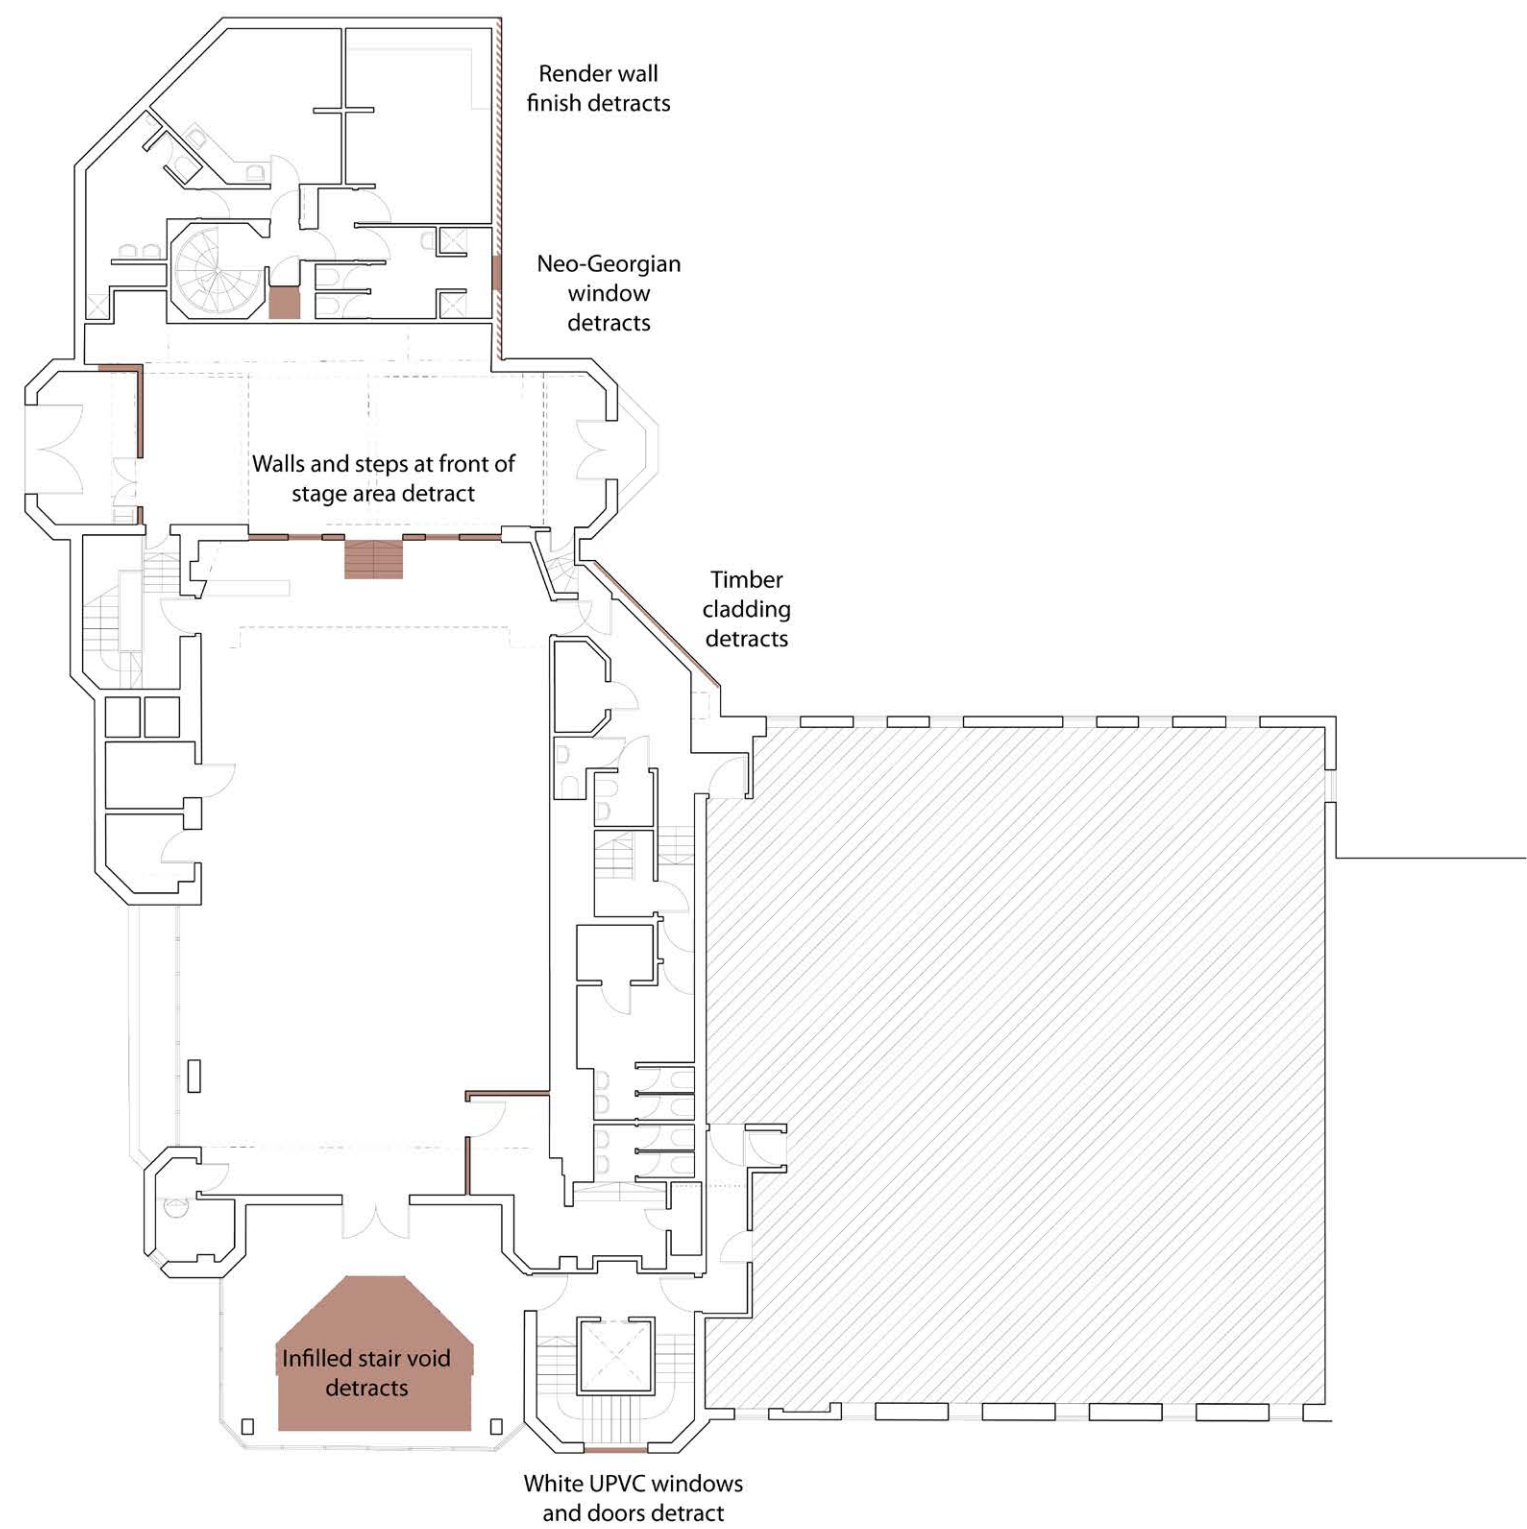 Render wall
finish detracts
Neo-Georgian
window
detracts
Walls and steps at front of
stage area detract
Timber
cladding
detracts
Infilled stair void
detracts
White UPVC windows
and doors detract